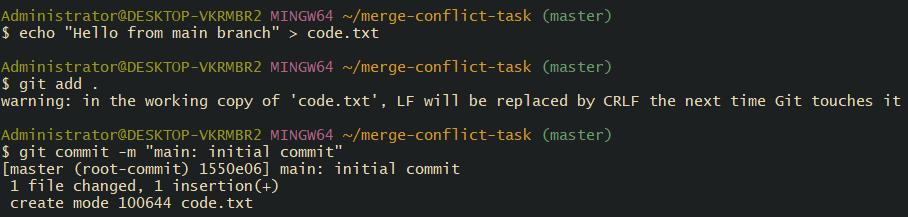 Administrator@DESKTOP-VKRMBR2 MINGW64 ~/merge-conflict-task (master)
$ echo "Hello from main branch" > code.txt
Administrator@DESKTOP-VKRMBR2 MINGW64 ~/merge-conflict-task (master)
$ git add .
warning: in the working copy of 'code.txt', LF will be replaced by CRLF the next time Git touches it
Administrator@DESKTOP-VKRMBR2 MINGW64 ~/merge-conflict-task (master)
$ git commit -m "main: initial commit"
[master (root-commit) 1550e06] main: initial commit
 1 file changed, 1 insertion(+)
 create mode 100644 code.txt